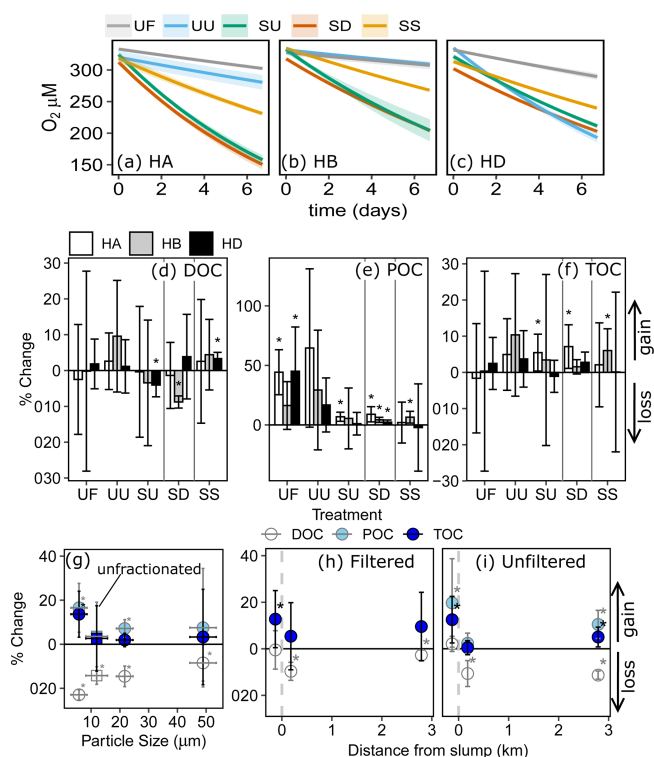 UF UU SU SD SS
O₂ μM
300
250
200
150
(a) HA
(b) HB
(c) HD
0 2 4 6
0 2 4 6
0 2 4 6
time (days)
HA HB HD
(d) DOC
(e) POC
(f) TOC
% Change
30
20
10
0
010
020
030
100
50
0
30
20
10
0
010
020
−30
* * *
* * * * * * * *
* * *
gain
loss
UF UU SU SD SS
UF UU SU SD SS
UF UU SU SD SS
Treatment
DOC POC TOC
(g)
unfractionated
(h) Filtered
(i) Unfiltered
% Change
40
20
0
020
40
20
0
020
* * * * * *
* * *
* * * * * *
gain
loss
10 20 30 40 50
0 1 2 3
0 1 2 3
Particle Size (μm)
Distance from slump (km)